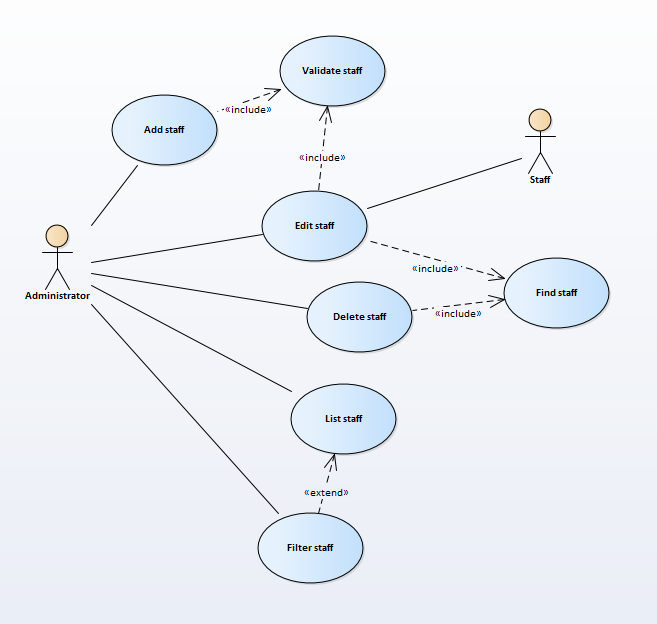 Validate staff
«include»
Add staff
«include»
Staff
Edit staff
Administrator
«include»
Find staff
«include»
Delete staff
List staff
«extend»
Filter staff